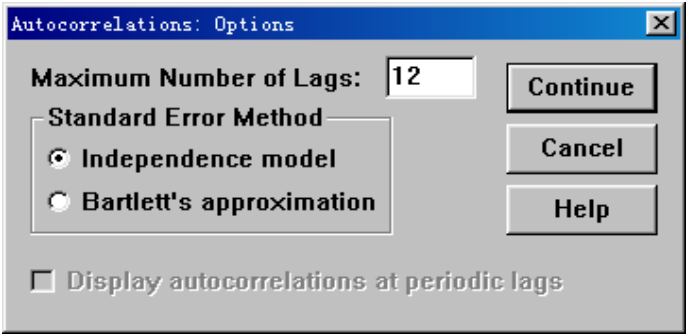 Autocorrelations: Options
Maximum Number of Lags: 12
Continue
Standard Error Method
Independence model
Cancel
Bartlett's approximation
Help
Display autocorrelations at periodic lags